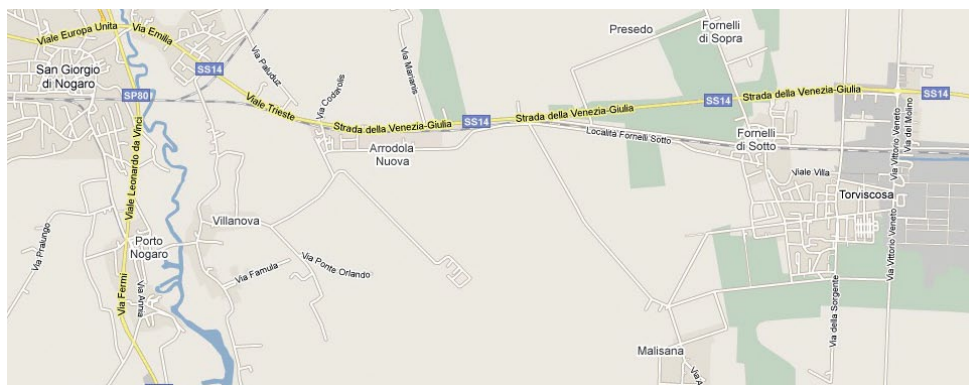 Viale Europa Unita
Via Emilia
San Giorgio
di Nogaro
SP80
Viale Leonardo da Vinci
Via Paluduz
SS14
Viale Trieste
Via Codarolis
Via Marianis
Strada della Venezia-Giulia
SS14
Arrodola
Nuova
Presedo
Fornelli
di Sopra
Strada della Venezia-Giulia
SS14
Strada della Venezia-Giulia
SS14
Località Fornelli Sotto
Fornelli
di Sotto
Via Vittorio Veneto
Via del Molino
Viale Villa
Torviscosa
Via Vittorio Veneto
Via della Sorgente
Villanova
Via Pralungo
Porto
Nogaro
Via Famula
Via Ponte Orlando
Via Fermi
Via Annia
Malisana